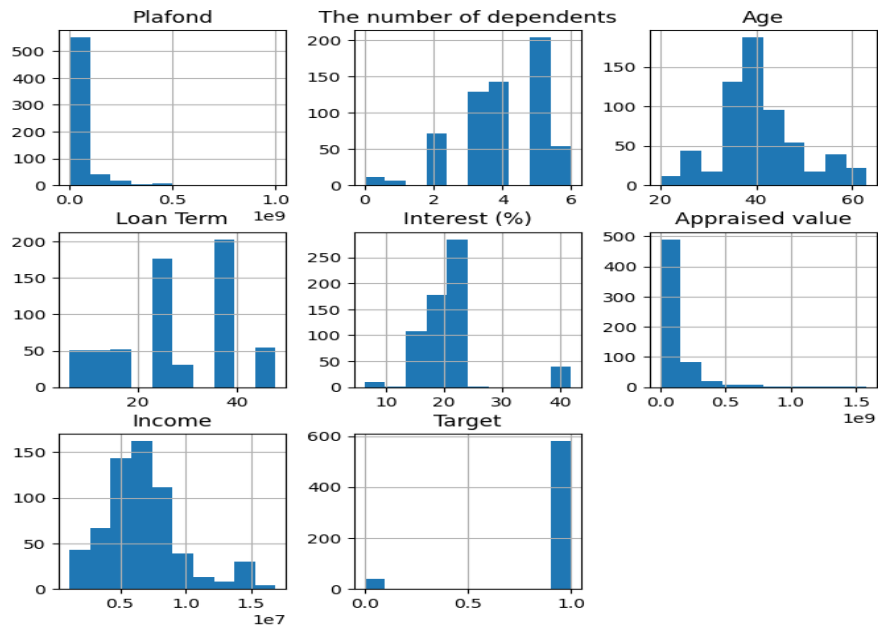 Plafond
The number of dependents
Age
500
400
300
200
100
0
0.0 0.5 1.0
1e9
200
150
100
50
0
0 2 4 6
150
100
50
0
20 40 60
Loan Term
Interest (%)
Appraised value
200
150
100
50
0
20 40
250
200
150
100
50
0
10 20 30 40
500
400
300
200
100
0
0.0 0.5 1.0 1.5
1e9
Income
Target
150
100
50
0
0.5 1.0 1.5
1e7
600
400
200
0
0.0 0.5 1.0